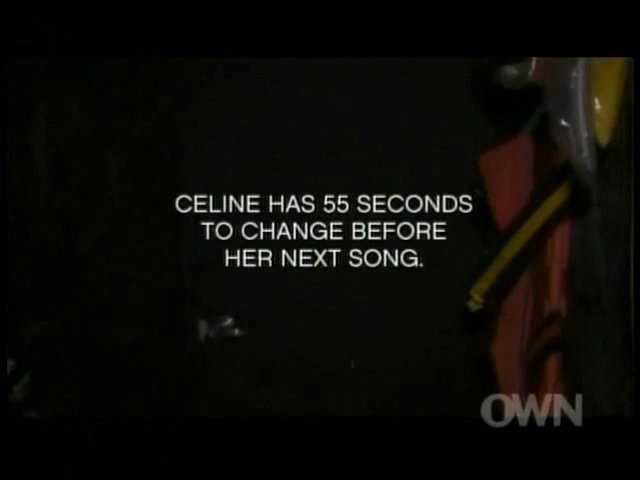 CELINE HAS 55 SECONDS
TO CHANGE BEFORE
HER NEXT SONG.
OWN